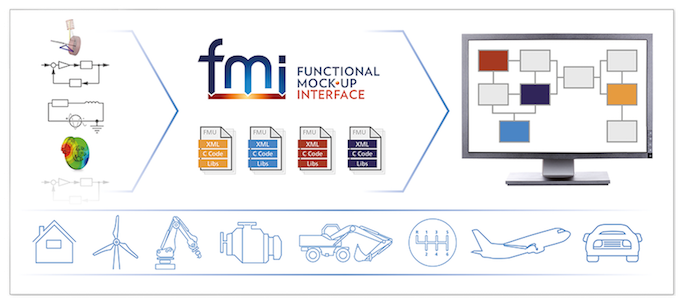 fmi
FUNCTIONAL
MOCK-UP
INTERFACE
FMU
XML
C Code
Libs
FMU
XML
C Code
Libs
FMU
XML
C Code
Libs
FMU
XML
C Code
Libs